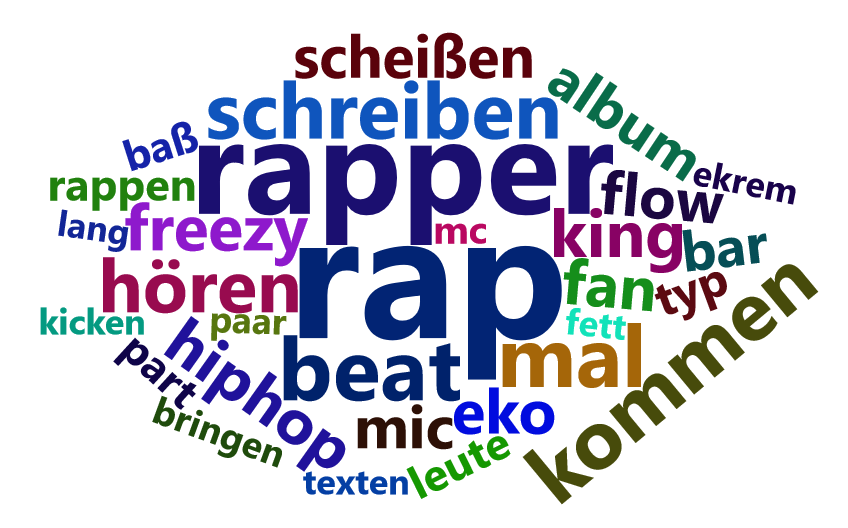 scheißen
album
schreiben
baß
rapper
ekrem
rappen
flow
lang
freezy
mc
king
bar
rap
hören
fan
typ
kicken
paar
fett
kommen
hiphop
part
beat
mal
bringen
mic
eko
texten
leute